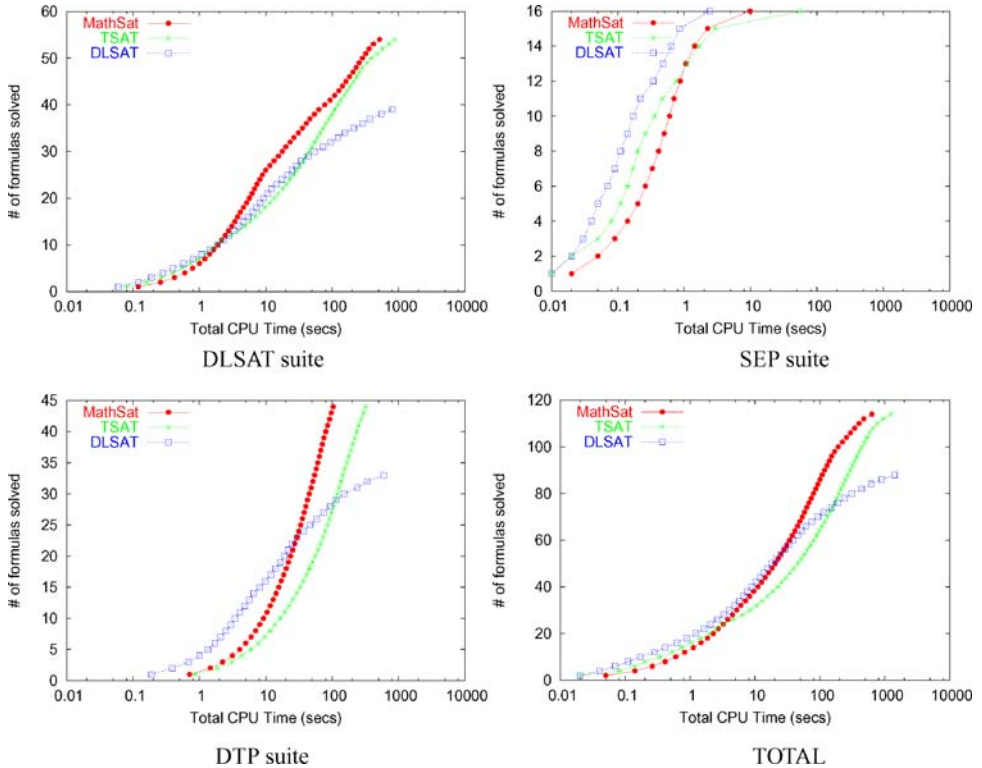 60
50
40
30
20
10
0
# of formulas solved
MathSat
TSAT
DLSAT
0.01 0.1 1 10 100 1000 10000
Total CPU Time (secs)
DLSAT suite
16
14
12
10
8
6
4
2
0
# of formulas solved
MathSat
TSAT
DLSAT
0.01 0.1 1 10 100 1000 10000
Total CPU Time (secs)
SEP suite
45
40
35
30
25
20
15
10
5
0
# of formulas solved
MathSat
TSAT
DLSAT
0.01 0.1 1 10 100 1000 10000
Total CPU Time (secs)
DTP suite
120
100
80
60
40
20
0
# of formulas solved
MathSat
TSAT
DLSAT
0.01 0.1 1 10 100 1000 10000
Total CPU Time (secs)
TOTAL